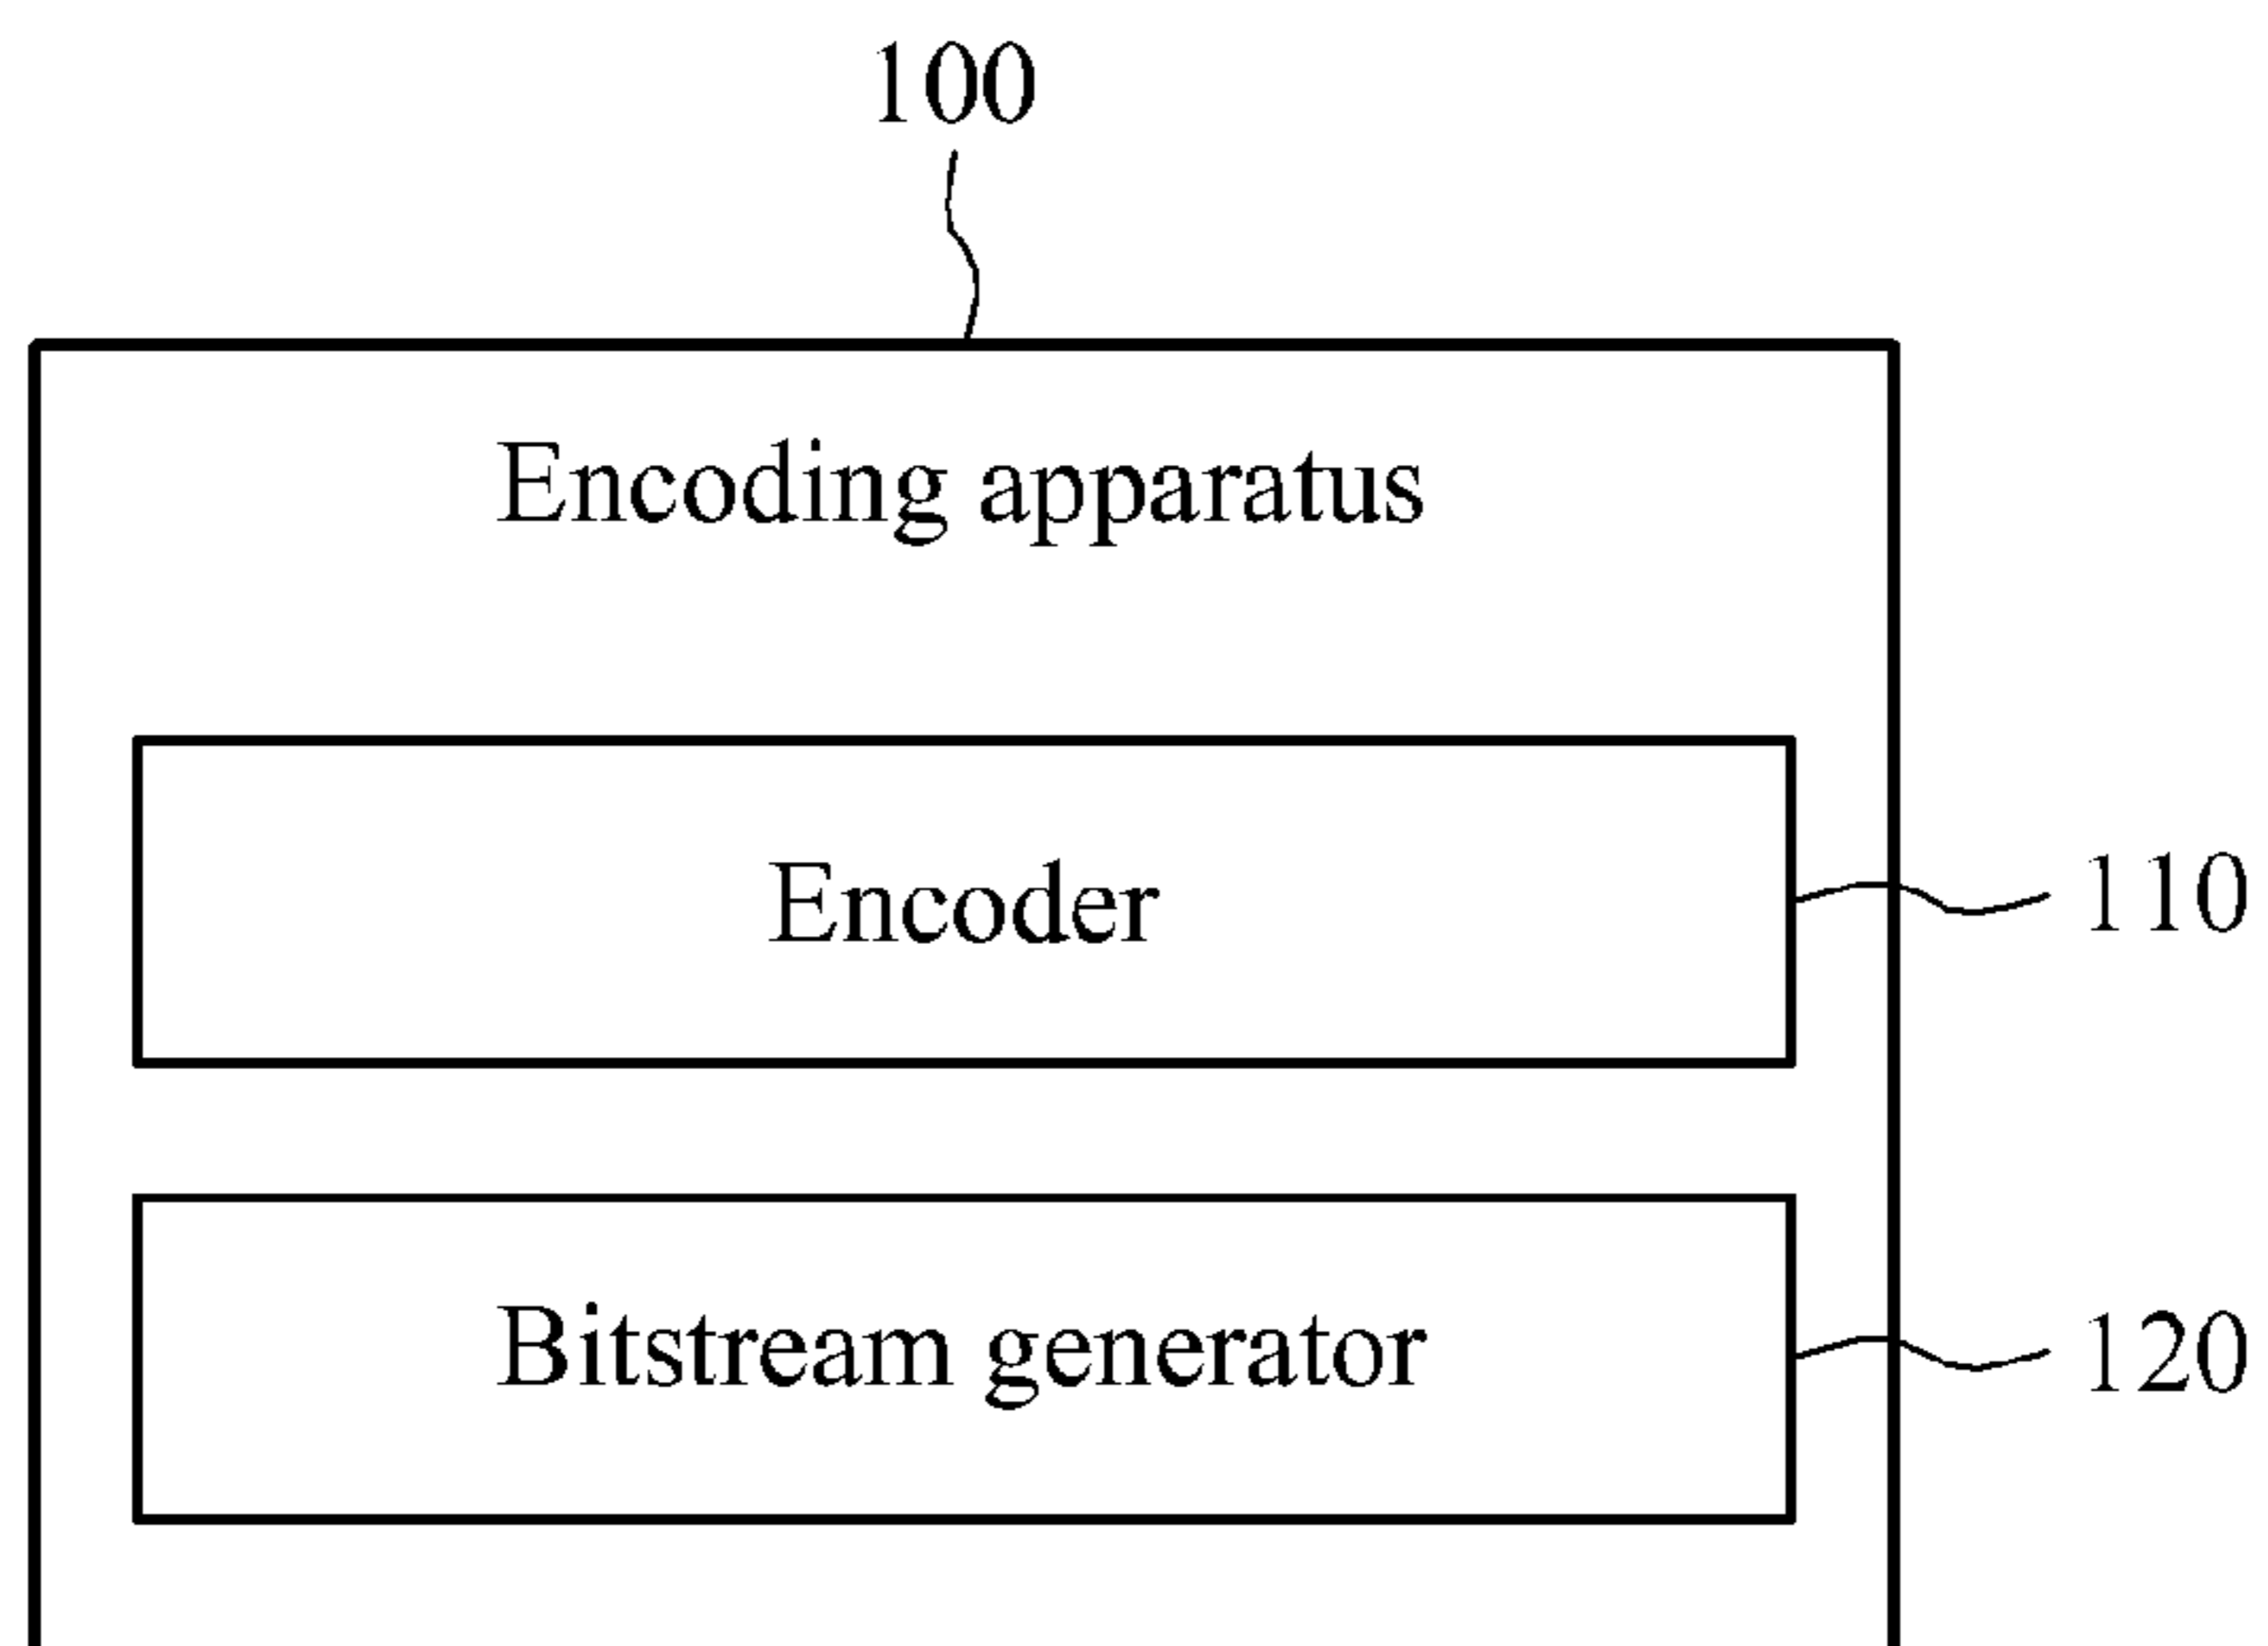 100
Encoding apparatus
Encoder
110
Bitstream generator
120